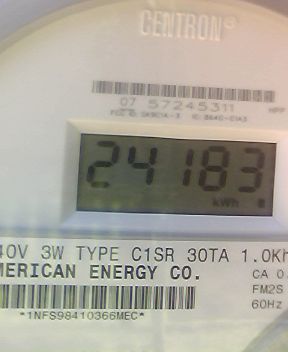 CENTRON®
07 57245311
24183
kWh
40V 3W TYPE C1SR 30TA 1.0Kh
MERICAN ENERGY CO.
CA 0.
FM2S
60Hz
*1NFS98410366MEC*